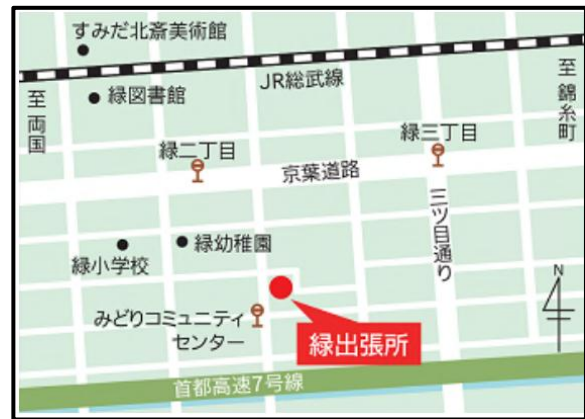 すみだ北斎美術館
JR総武線
至両国
至錦糸町
緑図書館
緑二丁目
緑三丁目
京葉道路
三ツ目通り
緑小学校
緑幼稚園
N
みどりコミュニティ
センター
緑出張所
首都高速7号線